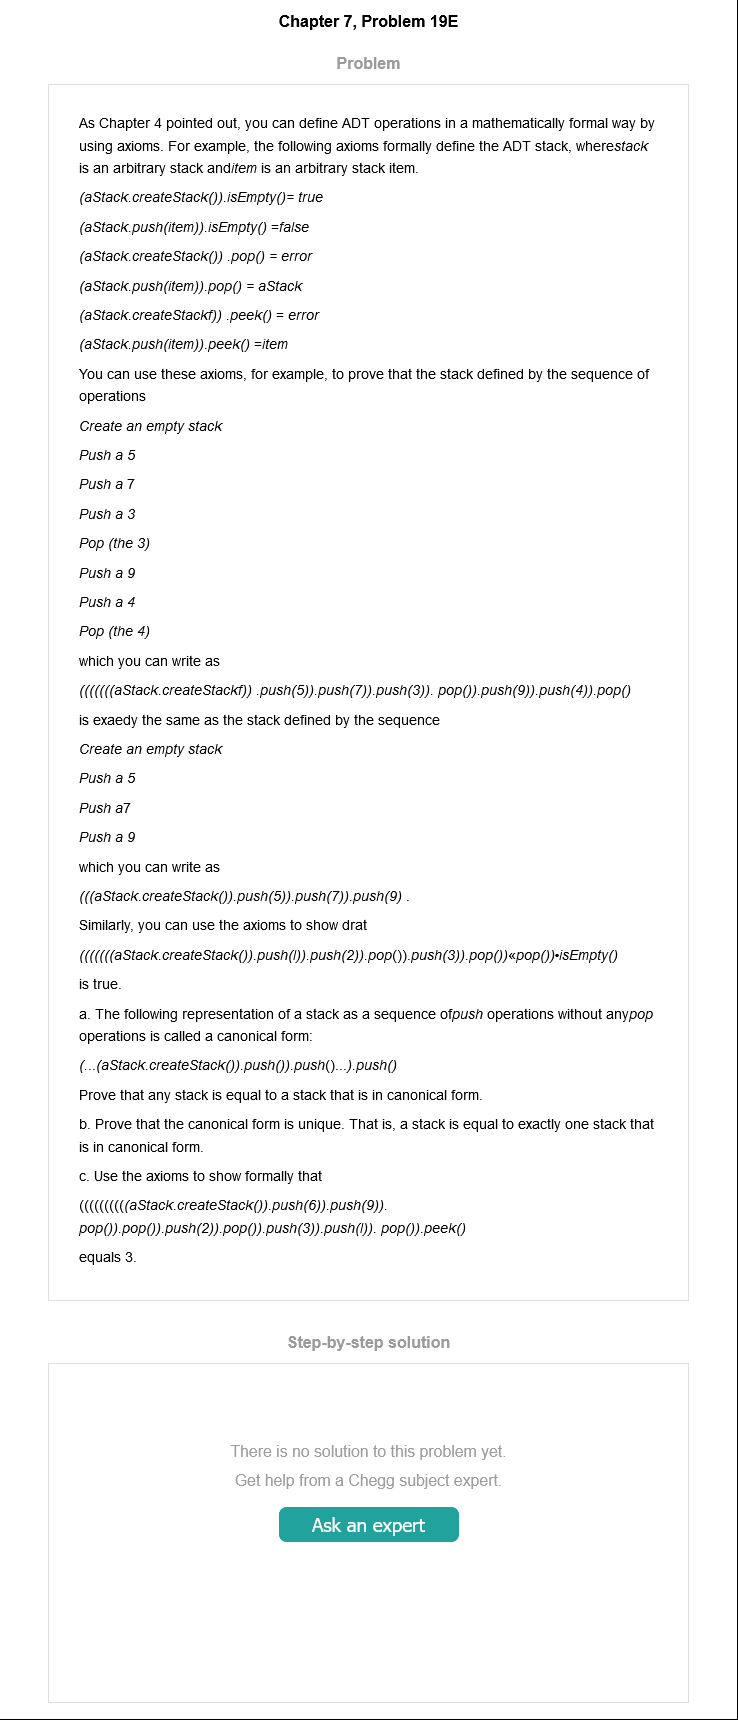 Chapter 7, Problem 19E
Problem
As Chapter 4 pointed out, you can define ADT operations in a mathematically formal way by
using axioms. For example, the following axioms formally define the ADT stack, wherestack
is an arbitrary stack anditem is an arbitrary stack item.
(aStack.createStack()).isEmpty()= true
(aStack.push(item)).isEmpty() =false
(aStack.createStack()) .pop() = error
(aStack.push(item)).pop() = aStack
(aStack.createStackf)) .peek() = error
(aStack.push(item)).peek() =item
You can use these axioms, for example, to prove that the stack defined by the sequence of
operations
Create an empty stack
Push a 5
Push a 7
Push a 3
Pop (the 3)
Push a 9
Push a 4
Pop (the 4)
which you can write as
(((((((aStack.createStackf)) .push(5)).push(7)).push(3)). pop()).push(9)).push(4)).pop()
is exaedy the same as the stack defined by the sequence
Create an empty stack
Push a 5
Push a7
Push a 9
which you can write as
(((aStack.createStack()).push(5)).push(7)).push(9) .
Similarly, you can use the axioms to show drat
(((((((aStack.createStack()).push(l)).push(2)).pop()).push(3)).pop())«pop())•isEmpty()
is true.
a. The following representation of a stack as a sequence ofpush operations without anypop
operations is called a canonical form:
(...(aStack.createStack()).push()).push()...).push()
Prove that any stack is equal to a stack that is in canonical form.
b. Prove that the canonical form is unique. That is, a stack is equal to exactly one stack that
is in canonical form.
c. Use the axioms to show formally that
((((((((((aStack.createStack()).push(6)).push(9)).
pop()).pop()).push(2)).pop()).push(3)).push(l)). pop()).peek()
equals 3.
Step-by-step solution
There is no solution to this problem yet.
Get help from a Chegg subject expert.
Ask an expert